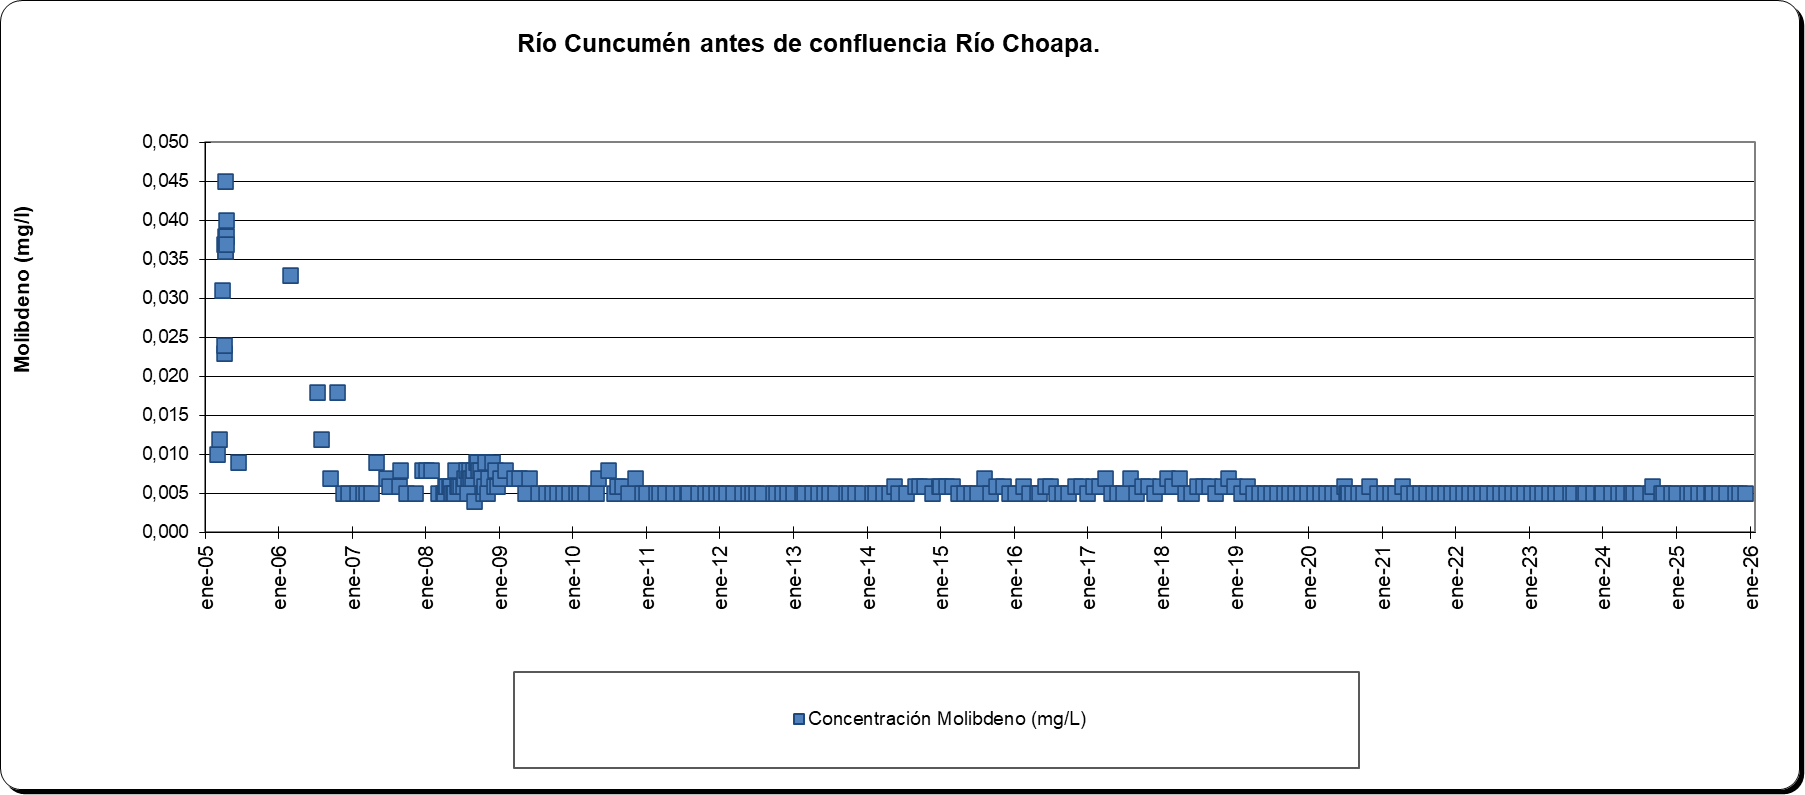 Río Cuncumén antes de confluencia Río Choapa.
Molibdeno (mg/l)
0,050
0,045
0,040
0,035
0,030
0,025
0,020
0,015
0,010
0,005
0,000
ene-05
ene-06
ene-07
ene-08
ene-09
ene-10
ene-11
ene-12
ene-13
ene-14
ene-15
ene-16
ene-17
ene-18
ene-19
ene-20
ene-21
ene-22
ene-23
ene-24
ene-25
ene-26
Concentración Molibdeno (mg/L)